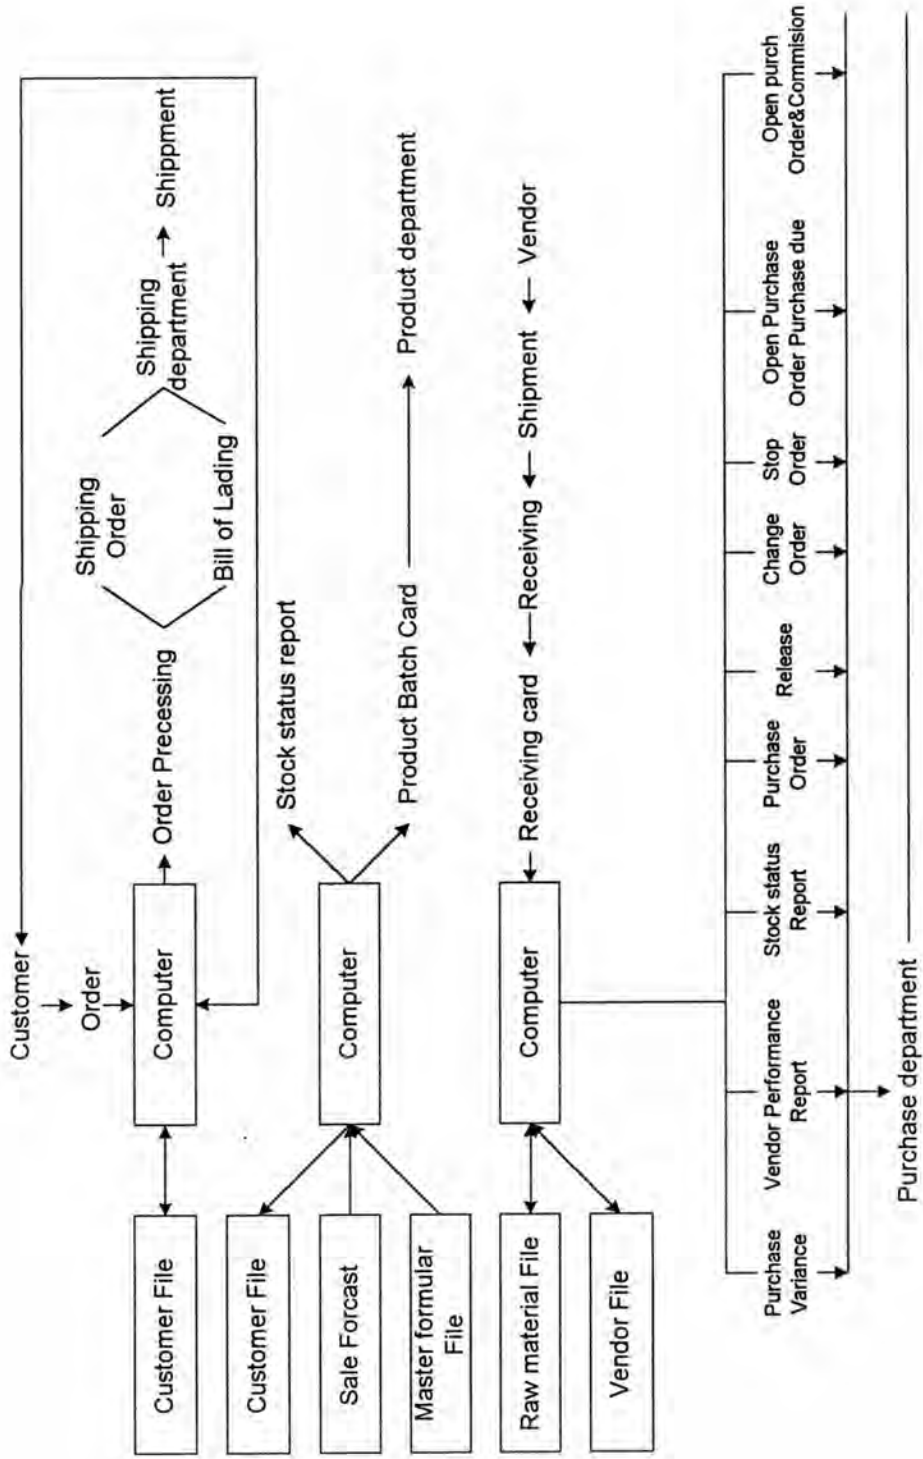 Customer
Order
Customer File
Computer
Order Precessing
Shipping
Order
Bill of Lading
Shipping
department
Shippment
Customer File
Sale Forcast
Master formular
File
Computer
Stock status report
Product Batch Card
Product department
Raw material File
Vendor File
Computer
Receiving card
Receiving
Shipment
Vendor
Purchase
Variance
Vendor Performance
Report
Stock status
Report
Purchase
Order
Release
Change
Order
Stop
Order
Open Purchase
Order Purchase due
Open purch
Order&Commision
Purchase department